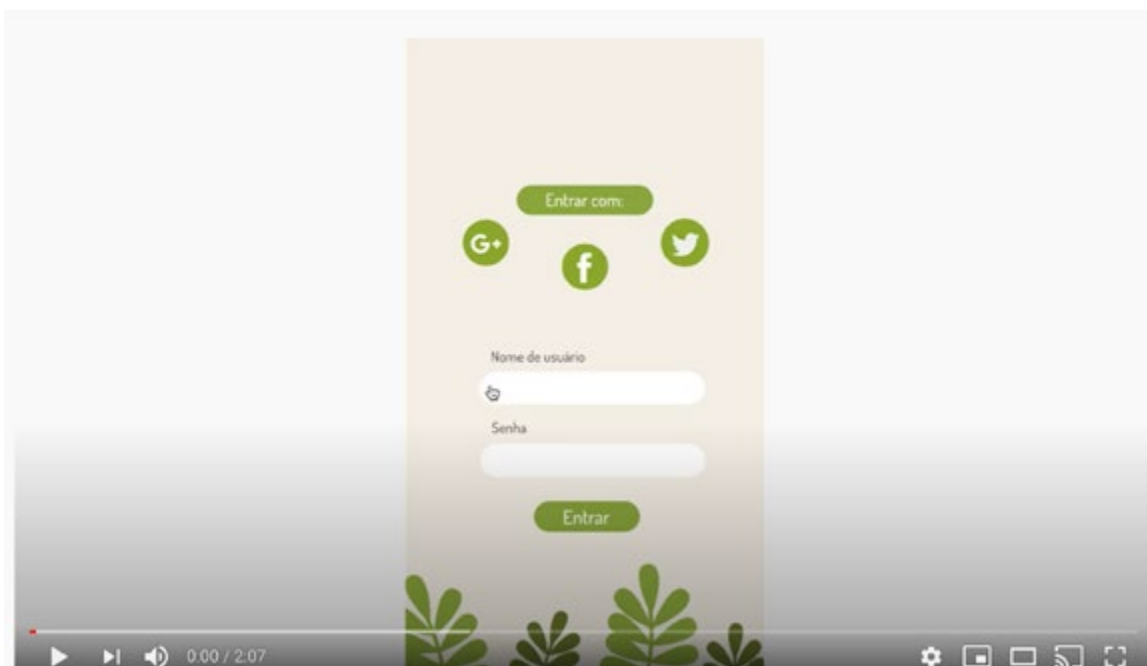 Entrar com:
G+
f
Nome de usuário
Senha
Entrar
0:00 / 2:07